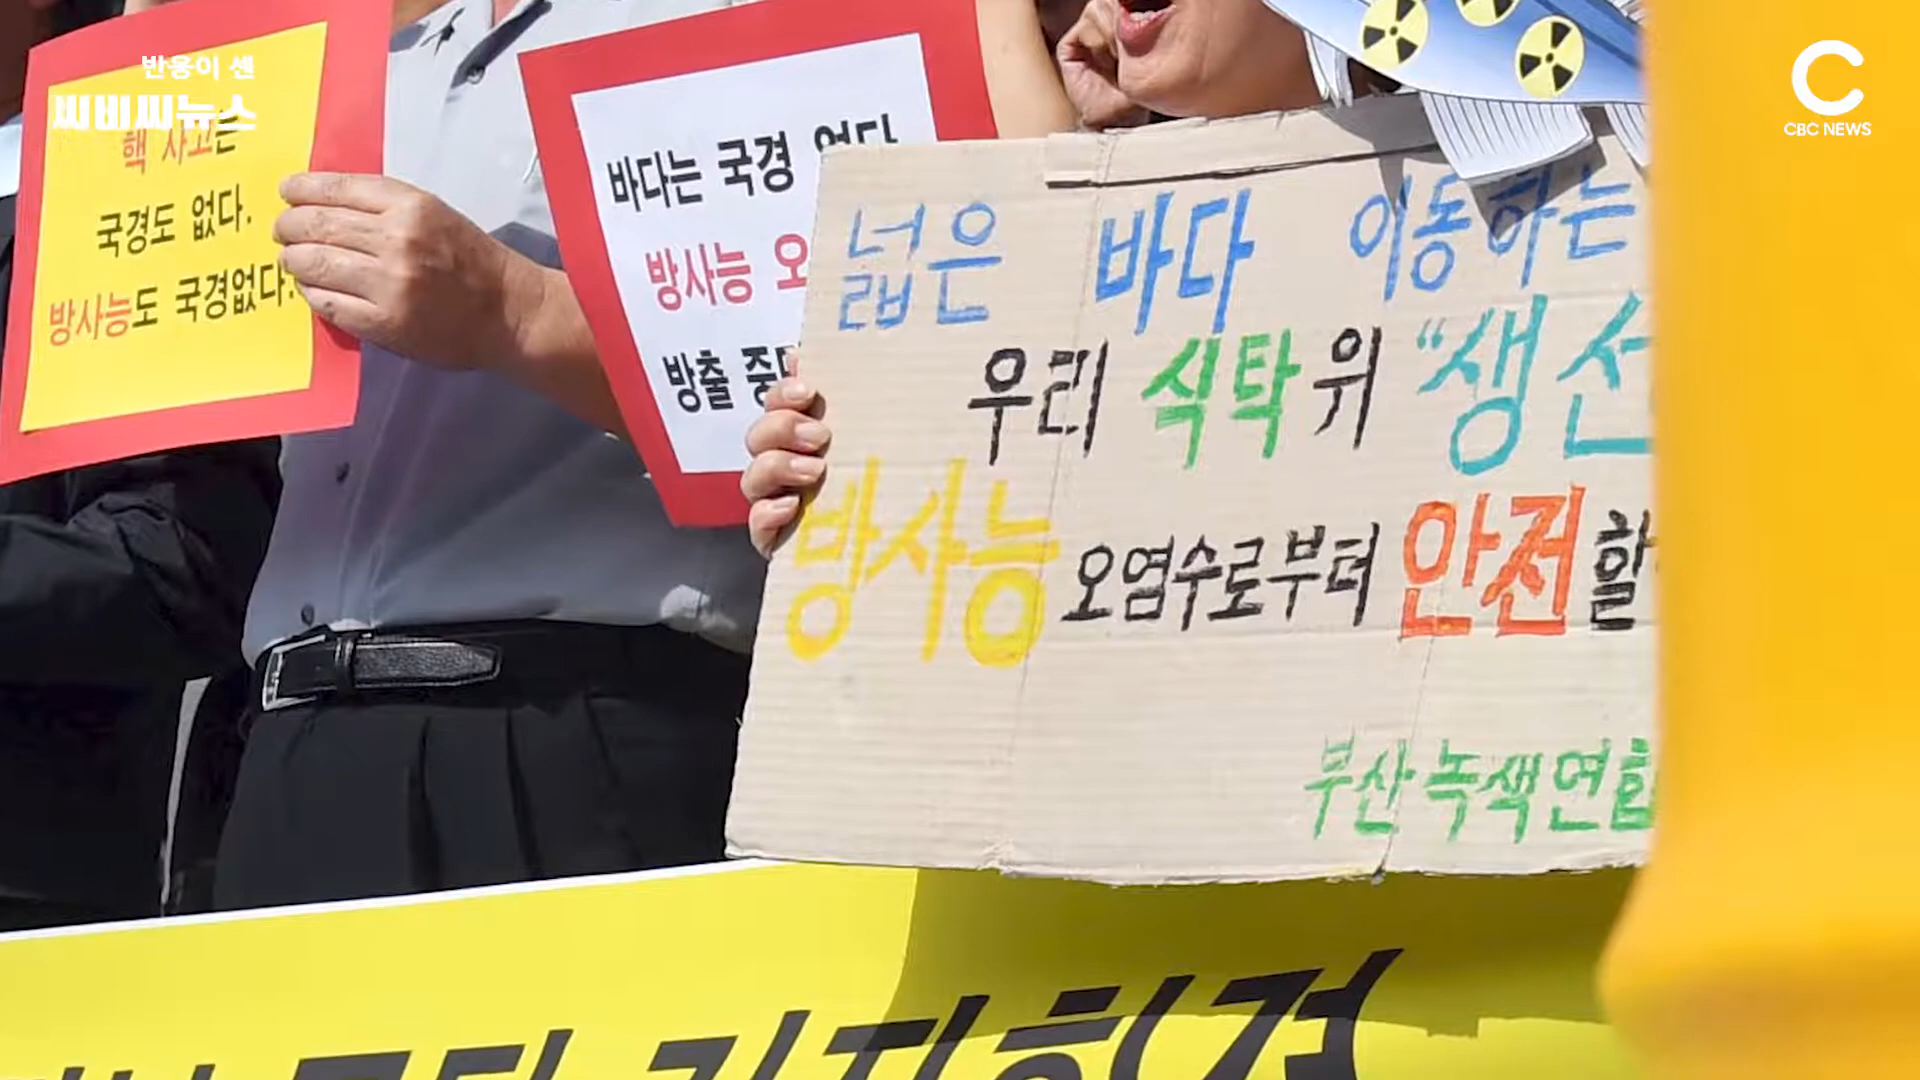 반응이 센
씨비씨뉴스
CBC NEWS
핵 사고는
국경도 없다.
방사능도 국경없다.
바다는 국경 없다
방사능 오
방출 중단
넓은 바다 이동하는
우리 식탁 위 "생선
방사능 오염수로부터 안전할
부산녹색연합